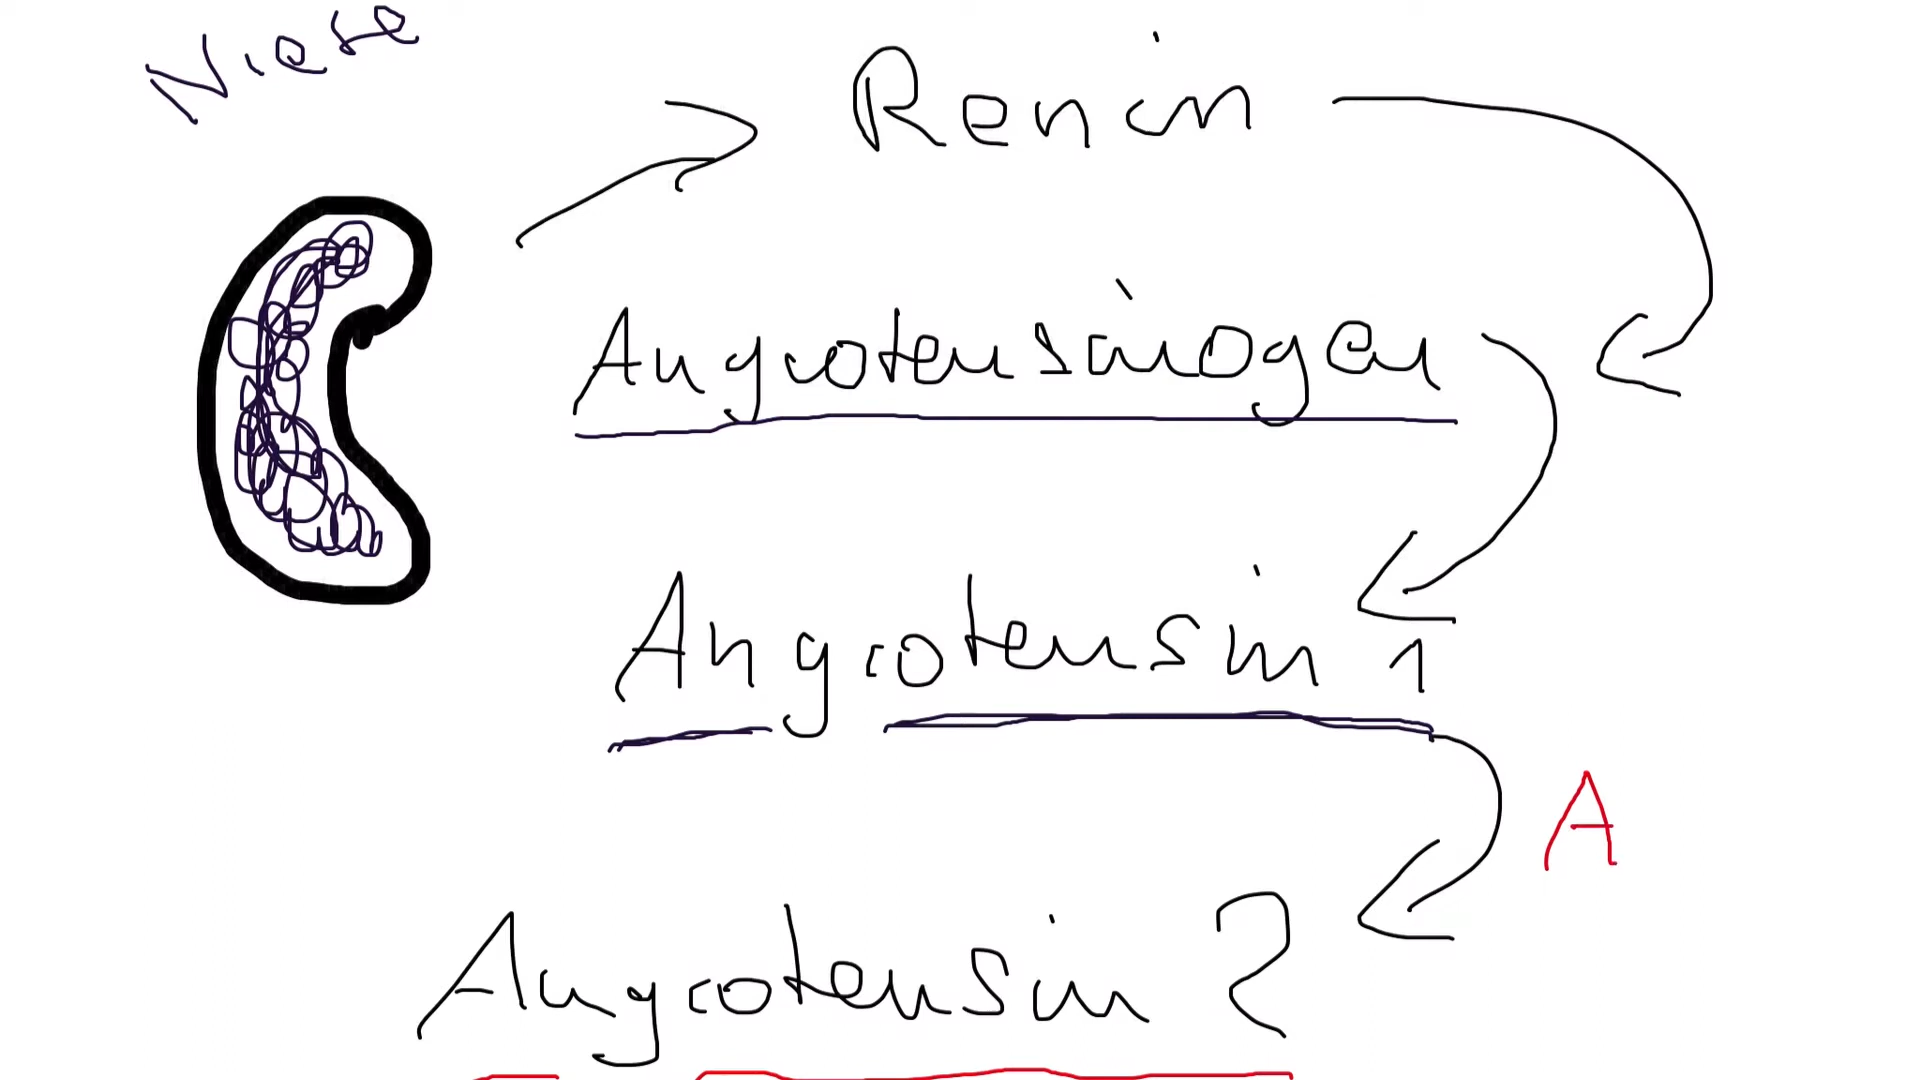 Niere
Renin
Angiotensinogen
Angiotensin 1
A
Angiotensin 2